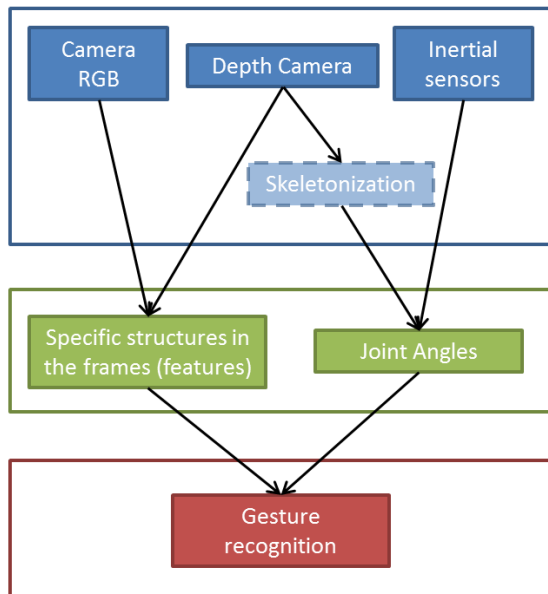 Camera
RGB
Depth Camera
Inertial
sensors
Skeletonization
Specific structures in
the frames (features)
Joint Angles
Gesture
recognition